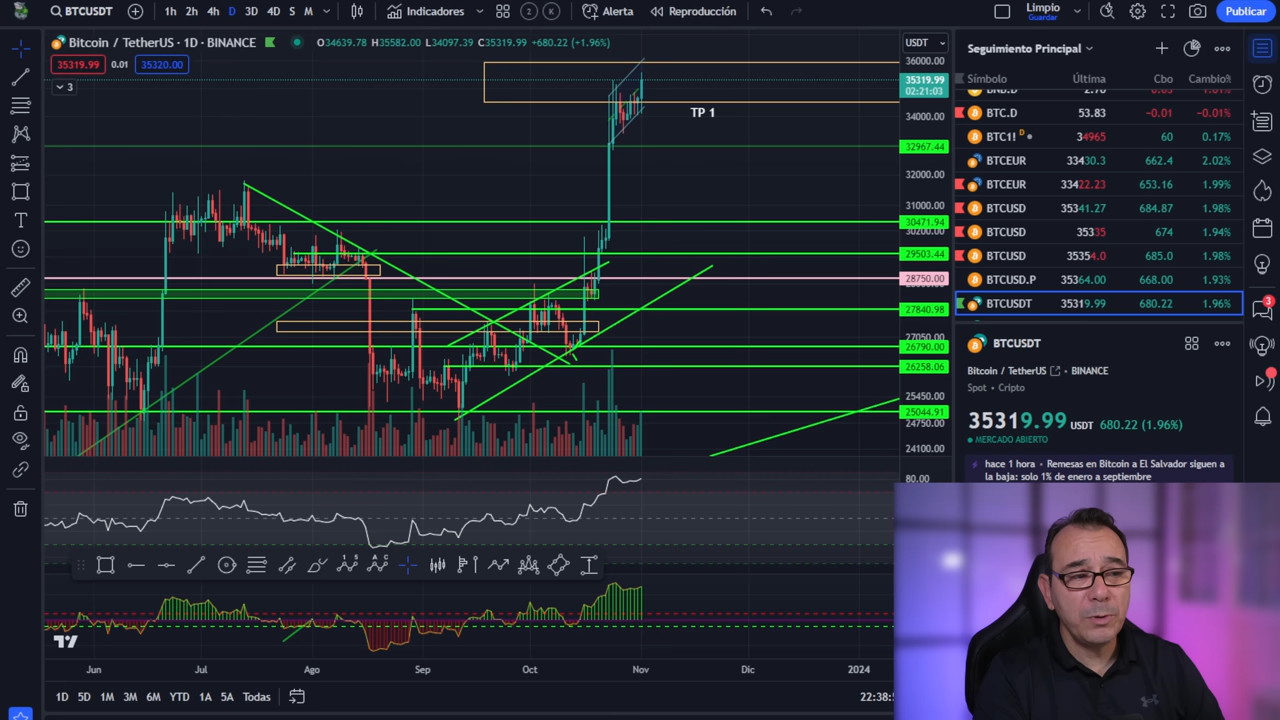 BTCUSDT
1h 2h 4h D 3D 4D S M
Indicadores
2 K
Alerta
Reproducción
Limpio
Guardar
Publicar
Bitcoin / TetherUS · 1D · BINANCE
O34639.78 H35582.00 L34097.39 C35319.99 +680.22 (+1.96%)
35319.99 0.01 35320.00
3
USDT
36000.00
35319.99
02:21:03
34000.00
32967.44
32000.00
31000.00
30471.94
30200.00
29503.44
28750.00
27840.98
27050.00
26790.00
26258.06
25450.00
25044.91
24750.00
24100.00
80.00
TP 1
Jun Jul Ago Sep Oct Nov Dic 2024
1D 5D 1M 3M 6M YTD 1A 5A Todas
22:38:5
Seguimiento Principal
Símbolo Última Cbo Cambio%
BNB.D
BTC.D 53.83 −0.01 −0.01%
BTC1! D 34965 60 0.17%
BTCEUR 33430.3 662.4 2.02%
BTCEUR 33422.23 653.16 1.99%
BTCUSD 35341.27 684.87 1.98%
BTCUSD 35335 674 1.94%
BTCUSD 35354.0 685.0 1.98%
BTCUSD.P 35364.00 668.00 1.93%
BTCUSDT 35319.99 680.22 1.96%
3
BTCUSDT
Bitcoin / TetherUS · BINANCE
Spot · Cripto
35319.99 USDT 680.22 (1.96%)
MERCADO ABIERTO
hace 1 hora · Remesas en Bitcoin a El Salvador siguen a
la baja: solo 1% de enero a septiembre